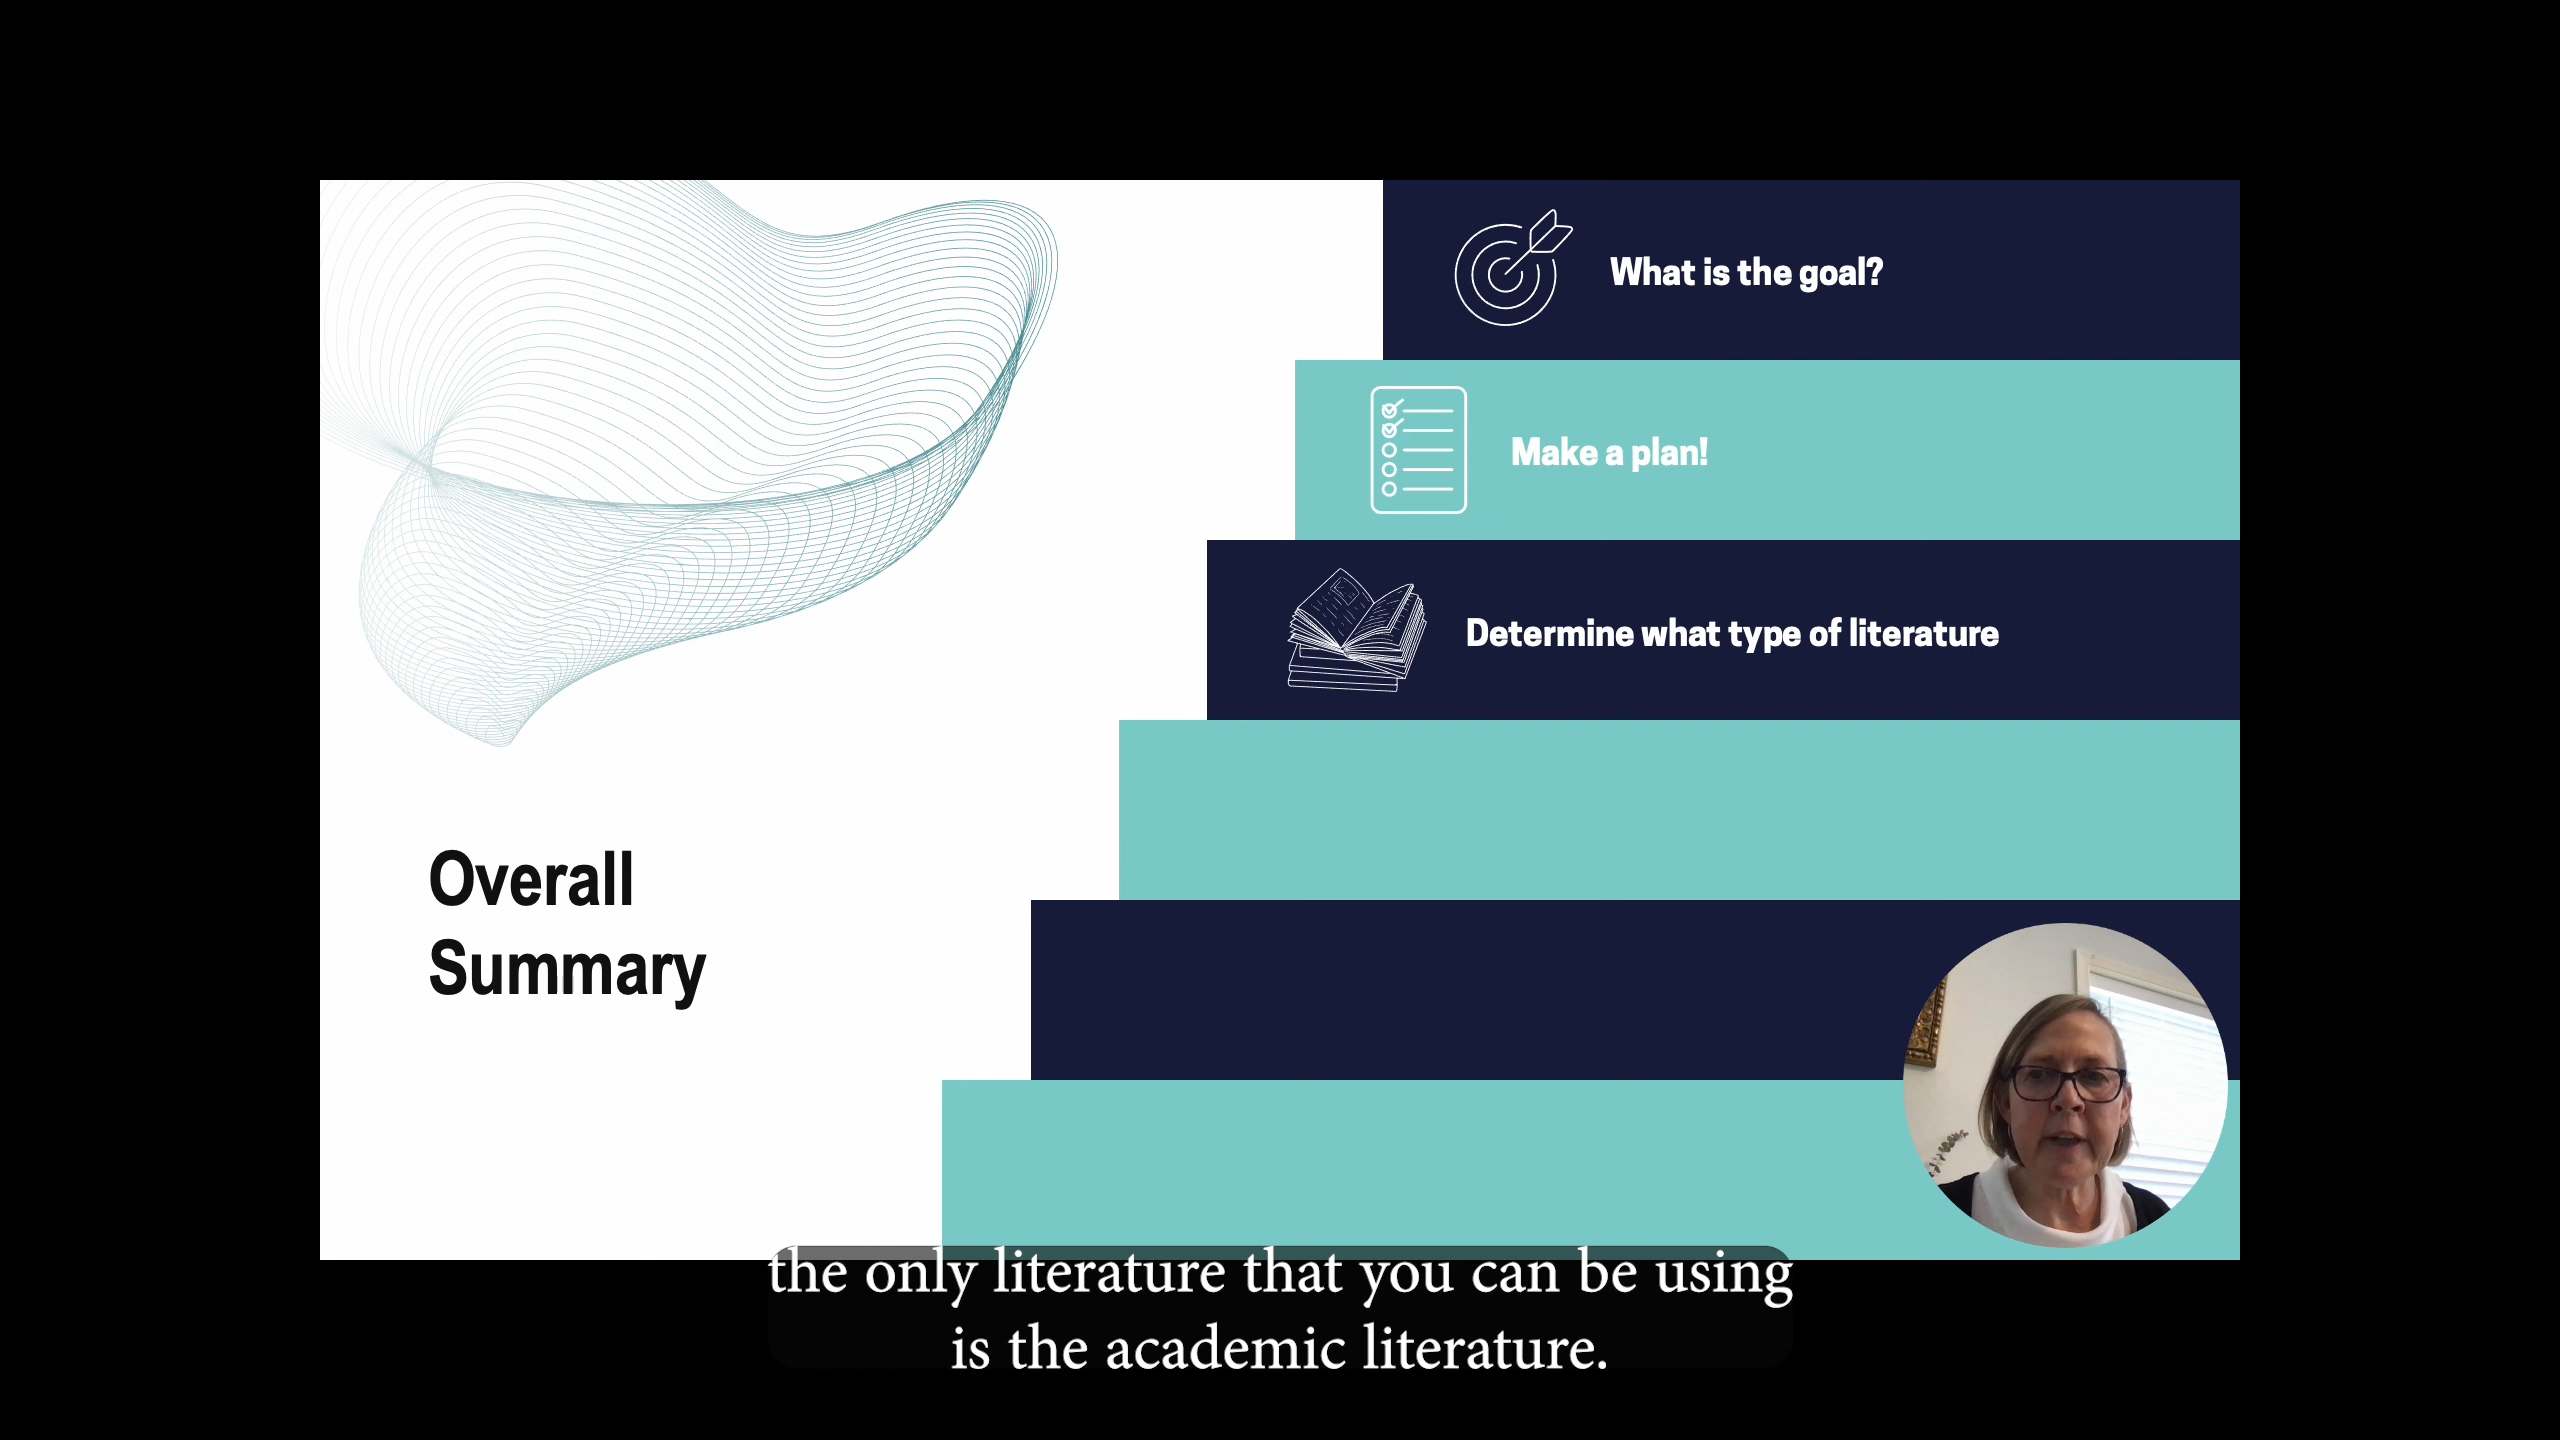 What is the goal?
Make a plan!
Determine what type of literature
Overall
Summary
the only literature that you can be using
is the academic literature.